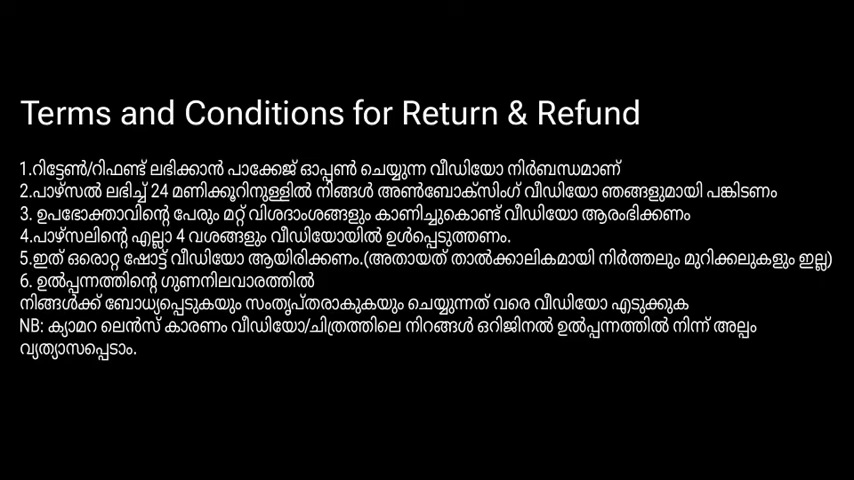 Terms and Conditions for Return & Refund
1.റിട്ടേൺ/റിഫണ്ട് ലഭിക്കാൻ പാക്കേജ് ഓപ്പൺ ചെയ്യുന്ന വീഡിയോ നിർബന്ധമാണ്
2.പാഴ്സൽ ലഭിച്ച് 24 മണിക്കൂറിനുള്ളിൽ നിങ്ങൾ അൺബോക്സിംഗ് വീഡിയോ ഞങ്ങളുമായി പങ്കിടണം
3. ഉപഭോക്താവിന്റെ പേരും മറ്റ് വിശദാംശങ്ങളും കാണിച്ചുകൊണ്ട് വീഡിയോ ആരംഭിക്കണം
4.പാഴ്സലിന്റെ എല്ലാ 4 വശങ്ങളും വീഡിയോയിൽ ഉൾപ്പെടുത്തണം.
5.ഇത് ഒരൊറ്റ ഷോട്ട് വീഡിയോ ആയിരിക്കണം.(അതായത് താൽക്കാലികമായി നിർത്തലും മുറിക്കലുകളും ഇല്ല)
6. ഉൽപ്പന്നത്തിന്റെ ഗുണനിലവാരത്തിൽ
നിങ്ങൾക്ക് ബോധ്യപ്പെടുകയും സംതൃപ്തരാകുകയും ചെയ്യുന്നത് വരെ വീഡിയോ എടുക്കുക
NB: ക്യാമറ ലെൻസ് കാരണം വീഡിയോ/ചിത്രത്തിലെ നിറങ്ങൾ ഒറിജിനൽ ഉൽപ്പന്നത്തിൽ നിന്ന് അല്പം
വ്യത്യാസപ്പെടാം.